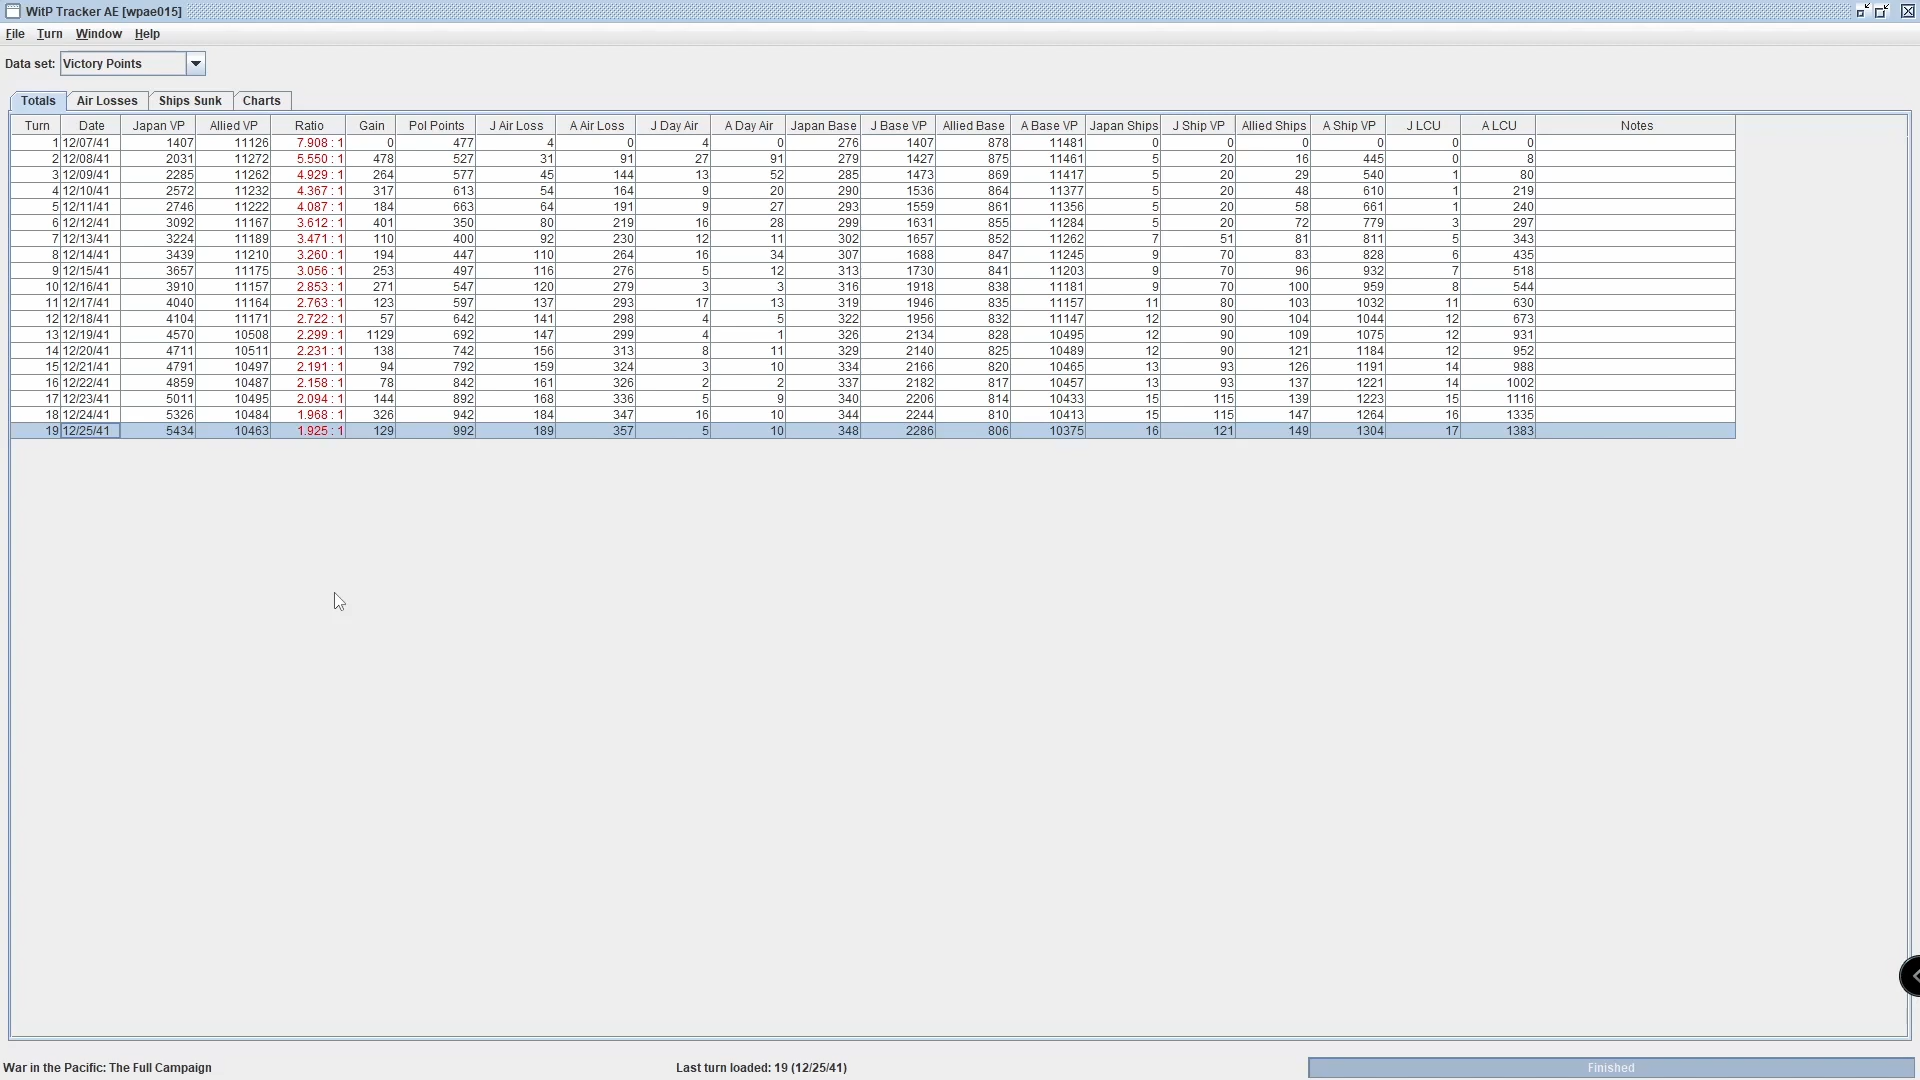 WitP Tracker AE [wpae015]
File Turn Window Help
Data set: Victory Points
Totals Air Losses Ships Sunk Charts
Turn Date Japan VP Allied VP Ratio Gain Pol Points J Air Loss A Air Loss J Day Air A Day Air Japan Base J Base VP Allied Base A Base VP Japan Ships J Ship VP Allied Ships A Ship VP J LCU A LCU Notes
1 12/07/41 1407 11126 7.908 : 1 0 477 4 0 4 0 276 1407 878 11481 0 0 0 0 0 0
2 12/08/41 2031 11272 5.550 : 1 478 527 31 91 27 91 279 1427 875 11461 5 20 16 445 0 8
3 12/09/41 2285 11262 4.929 : 1 264 577 45 144 13 52 285 1473 869 11417 5 20 29 540 1 80
4 12/10/41 2572 11232 4.367 : 1 317 613 54 164 9 20 290 1536 864 11377 5 20 48 610 1 219
5 12/11/41 2746 11222 4.087 : 1 184 663 64 191 9 27 293 1559 861 11356 5 20 58 661 1 240
6 12/12/41 3092 11167 3.612 : 1 401 350 80 219 16 28 299 1631 855 11284 5 20 72 779 3 297
7 12/13/41 3224 11189 3.471 : 1 110 400 92 230 12 11 302 1657 852 11262 7 51 81 811 5 343
8 12/14/41 3439 11210 3.260 : 1 194 447 110 264 16 34 307 1688 847 11245 9 70 83 828 6 435
9 12/15/41 3657 11175 3.056 : 1 253 497 116 276 5 12 313 1730 841 11203 9 70 96 932 7 518
10 12/16/41 3910 11157 2.853 : 1 271 547 120 279 3 3 316 1918 838 11181 9 70 100 959 8 544
11 12/17/41 4040 11164 2.763 : 1 123 597 137 293 17 13 319 1946 835 11157 11 80 103 1032 11 630
12 12/18/41 4104 11171 2.722 : 1 57 642 141 298 4 5 322 1956 832 11147 12 90 104 1044 12 673
13 12/19/41 4570 10508 2.299 : 1 1129 692 147 299 4 1 326 2134 828 10495 12 90 109 1075 12 931
14 12/20/41 4711 10511 2.231 : 1 138 742 156 313 8 11 329 2140 825 10489 12 90 121 1184 12 952
15 12/21/41 4791 10497 2.191 : 1 94 792 159 324 3 10 334 2166 820 10465 13 93 126 1191 14 988
16 12/22/41 4859 10487 2.158 : 1 78 842 161 326 2 2 337 2182 817 10457 13 93 137 1221 14 1002
17 12/23/41 5011 10495 2.094 : 1 144 892 168 336 5 9 340 2206 814 10433 15 115 139 1223 15 1116
18 12/24/41 5326 10484 1.968 : 1 326 942 184 347 16 10 344 2244 810 10413 15 115 147 1264 16 1335
19 12/25/41 5434 10463 1.925 : 1 129 992 189 357 5 10 348 2286 806 10375 16 121 149 1304 17 1383
War in the Pacific: The Full Campaign Last turn loaded: 19 (12/25/41) Finished